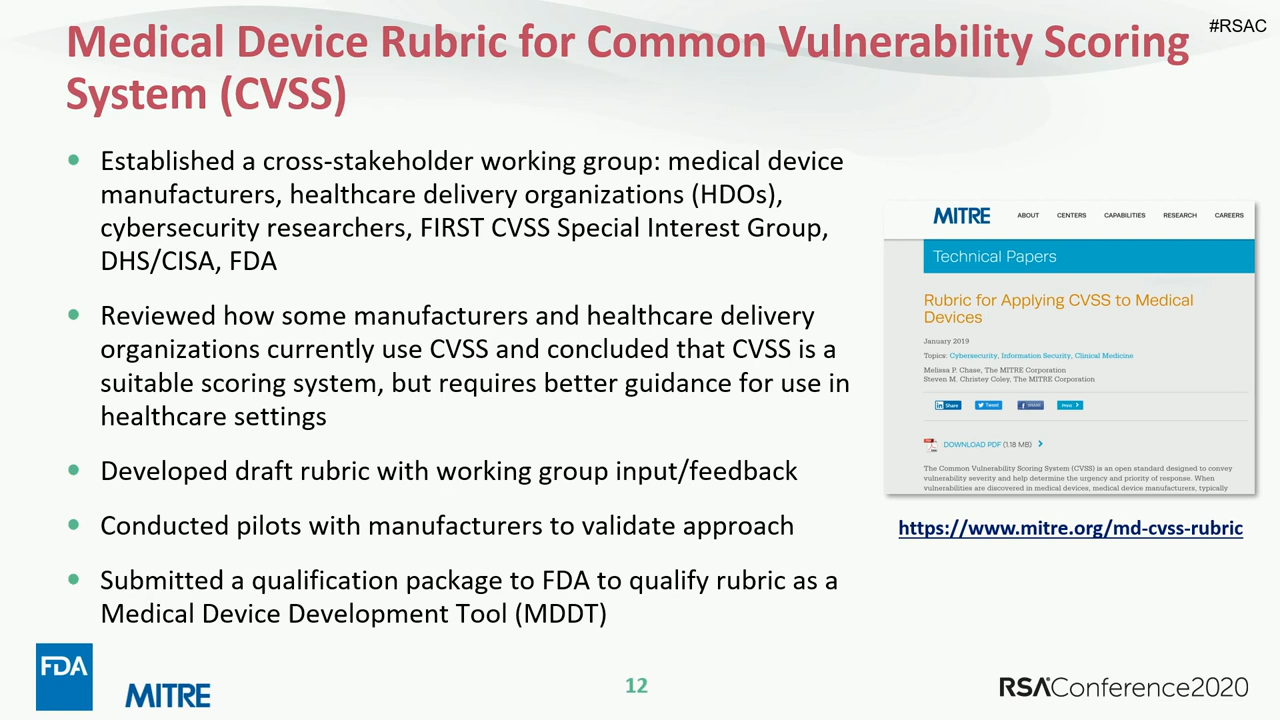 #RSAC
Medical Device Rubric for Common Vulnerability Scoring
System (CVSS)
• Established a cross-stakeholder working group: medical device
manufacturers, healthcare delivery organizations (HDOs),
cybersecurity researchers, FIRST CVSS Special Interest Group,
DHS/CISA, FDA
• Reviewed how some manufacturers and healthcare delivery
organizations currently use CVSS and concluded that CVSS is a
suitable scoring system, but requires better guidance for use in
healthcare settings
• Developed draft rubric with working group input/feedback
• Conducted pilots with manufacturers to validate approach
• Submitted a qualification package to FDA to qualify rubric as a
Medical Device Development Tool (MDDT)
MITRE ABOUT CENTERS CAPABILITIES RESEARCH CAREERS
Technical Papers
Rubric for Applying CVSS to Medical
Devices
January 2019
Topics: Cybersecurity, Information Security, Clinical Medicine
Melissa P. Chase, The MITRE Corporation
Steven M. Christey Coley, The MITRE Corporation
in Share Tweet f SHARE Print >
DOWNLOAD PDF (1.18 MB) >
The Common Vulnerability Scoring System (CVSS) is an open standard designed to convey
vulnerability severity and help determine the urgency and priority of response. When
vulnerabilities are discovered in medical devices, medical device manufacturers, typically
https://www.mitre.org/md-cvss-rubric
FDA
MITRE
12
RSAConference2020